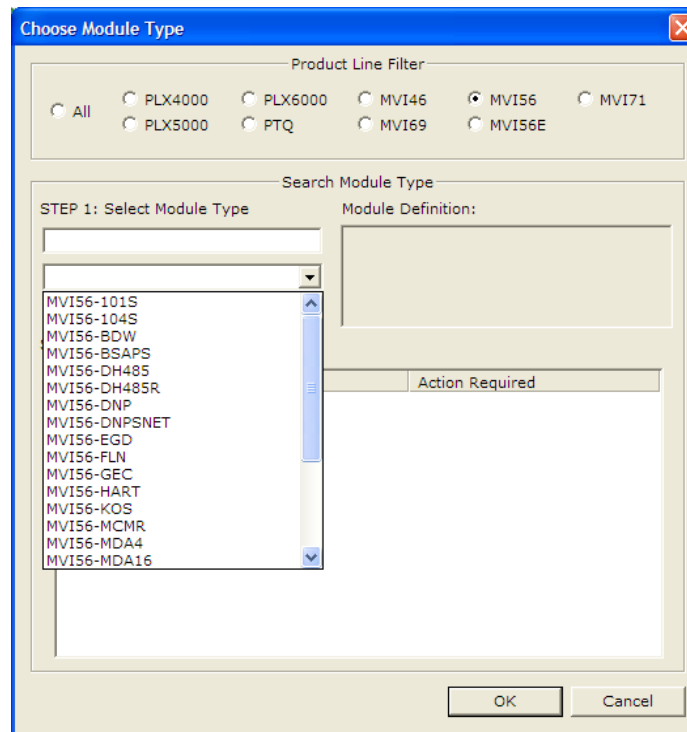 Choose Module Type
Product Line Filter
All
PLX4000
PLX6000
MVI46
MVI56
MVI71
PLX5000
PTQ
MVI69
MVI56E
Search Module Type
STEP 1: Select Module Type
Module Definition:
MVI56-101S
MVI56-104S
MVI56-BDW
MVI56-BSAPS
MVI56-DH485
MVI56-DH485R
MVI56-DNP
MVI56-DNPSNET
MVI56-EGD
MVI56-FLN
MVI56-GEC
MVI56-HART
MVI56-KOS
MVI56-MCMR
MVI56-MDA4
MVI56-MDA16
Action Required
OK
Cancel